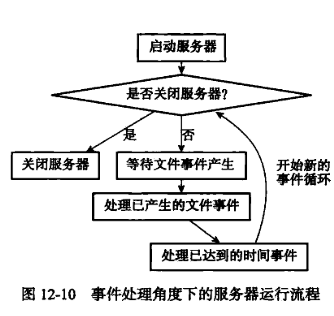 启动服务器
是否关闭服务器?
是
否
关闭服务器
等待文件事件产生
开始新的
事件循环
处理已产生的文件事件
处理已达到的时间事件
图 12-10 事件处理角度下的服务器运行流程